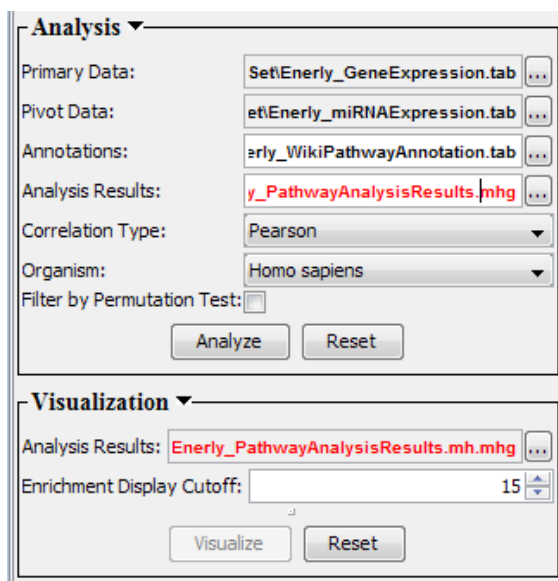 Analysis
Primary Data: Set\Enerly_GeneExpression.tab ...
Pivot Data: et\Enerly_miRNAExpression.tab ...
Annotations: erly_WikiPathwayAnnotation.tab ...
Analysis Results: y_PathwayAnalysisResults.mhg ...
Correlation Type: Pearson
Organism: Homo sapiens
Filter by Permutation Test:
Analyze Reset
Visualization
Analysis Results: Enerly_PathwayAnalysisResults.mh.mhg ...
Enrichment Display Cutoff: 15
Visualize Reset